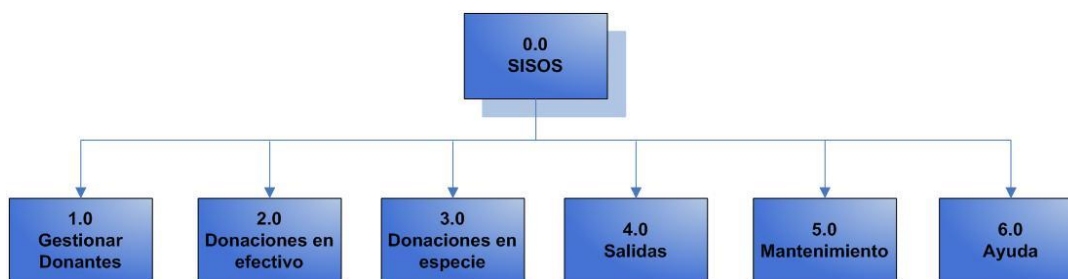 0.0
SISOS
1.0
Gestionar
Donantes
2.0
Donaciones en
efectivo
3.0
Donaciones en
especie
4.0
Salidas
5.0
Mantenimiento
6.0
Ayuda